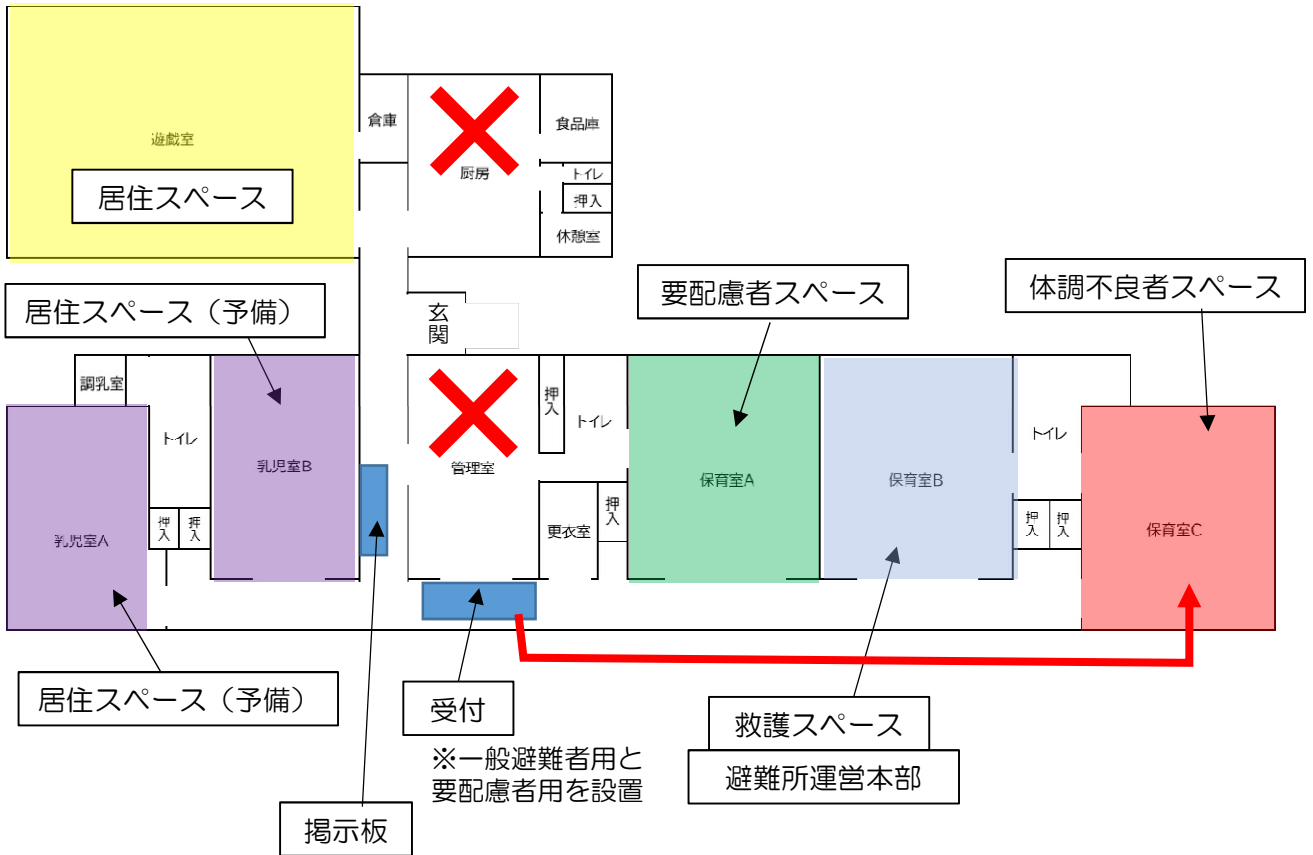 遊戯室
居住スペース
倉庫
厨房
食品庫
トイレ
押入
休憩室
居住スペース（予備）
玄
関
要配慮者スペース
体調不良者スペース
調乳室
トイレ
乳児室B
管理室
押
入
トイレ
保育室A
保育室B
トイレ
乳児室A
押
入
押
入
更衣室
押
入
押
入
押
入
保育室C
居住スペース（予備）
受付
※一般避難者用と
要配慮者用を設置
救護スペース
避難所運営本部
掲示板